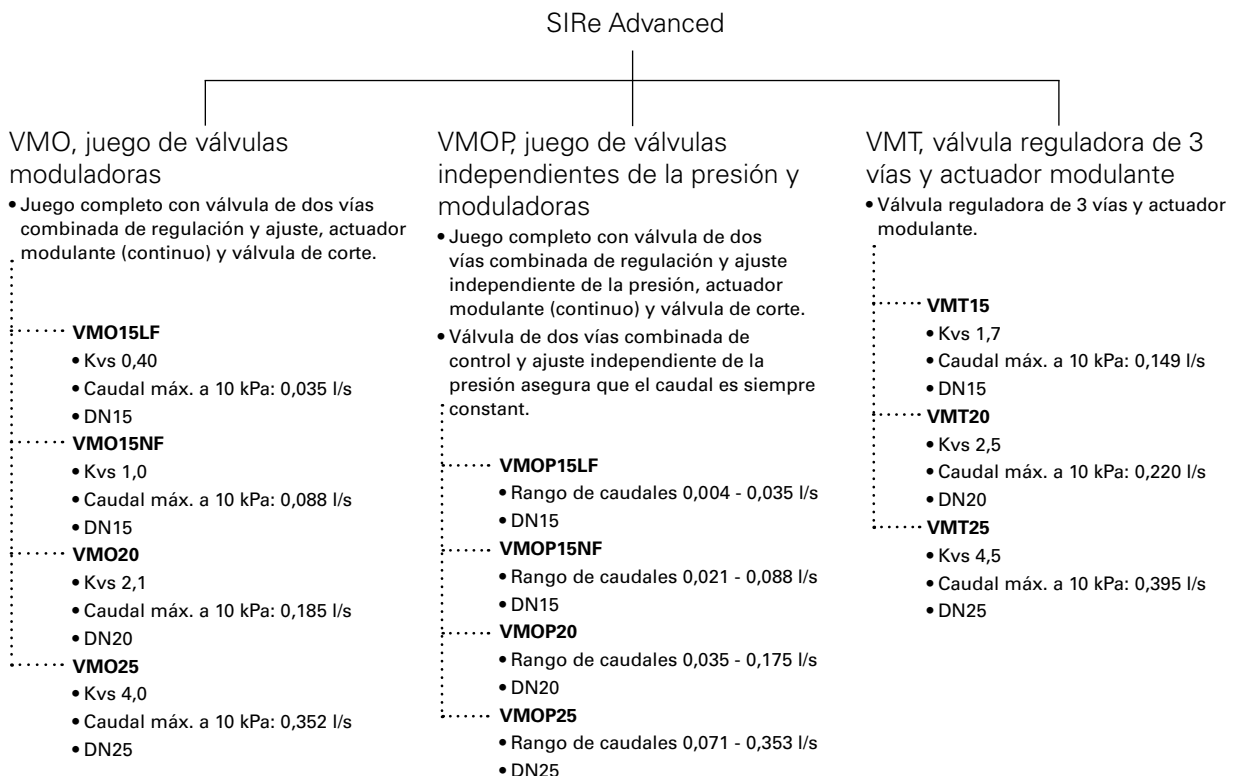 SIRe Advanced
VMO, juego de válvulas
moduladoras
• Juego completo con válvula de dos vías
combinada de regulación y ajuste, actuador
modulante (continuo) y válvula de corte.
VMO15LF
• Kvs 0,40
• Caudal máx. a 10 kPa: 0,035 l/s
• DN15
VMO15NF
• Kvs 1,0
• Caudal máx. a 10 kPa: 0,088 l/s
• DN15
VMO20
• Kvs 2,1
• Caudal máx. a 10 kPa: 0,185 l/s
• DN20
VMO25
• Kvs 4,0
• Caudal máx. a 10 kPa: 0,352 l/s
• DN25
VMOP, juego de válvulas
independientes de la presión y
moduladoras
• Juego completo con válvula de dos
vías combinada de regulación y ajuste
independiente de la presión, actuador
modulante (continuo) y válvula de corte.
• Válvula de dos vías combinada de
control y ajuste independiente de la
presión asegura que el caudal es siempre
constant.
VMOP15LF
• Rango de caudales 0,004 - 0,035 l/s
• DN15
VMOP15NF
• Rango de caudales 0,021 - 0,088 l/s
• DN15
VMOP20
• Rango de caudales 0,035 - 0,175 l/s
• DN20
VMOP25
• Rango de caudales 0,071 - 0,353 l/s
• DN25
VMT, válvula reguladora de 3
vías y actuador modulante
• Válvula reguladora de 3 vías y actuador
modulante.
VMT15
• Kvs 1,7
• Caudal máx. a 10 kPa: 0,149 l/s
• DN15
VMT20
• Kvs 2,5
• Caudal máx. a 10 kPa: 0,220 l/s
• DN20
VMT25
• Kvs 4,5
• Caudal máx. a 10 kPa: 0,395 l/s
• DN25